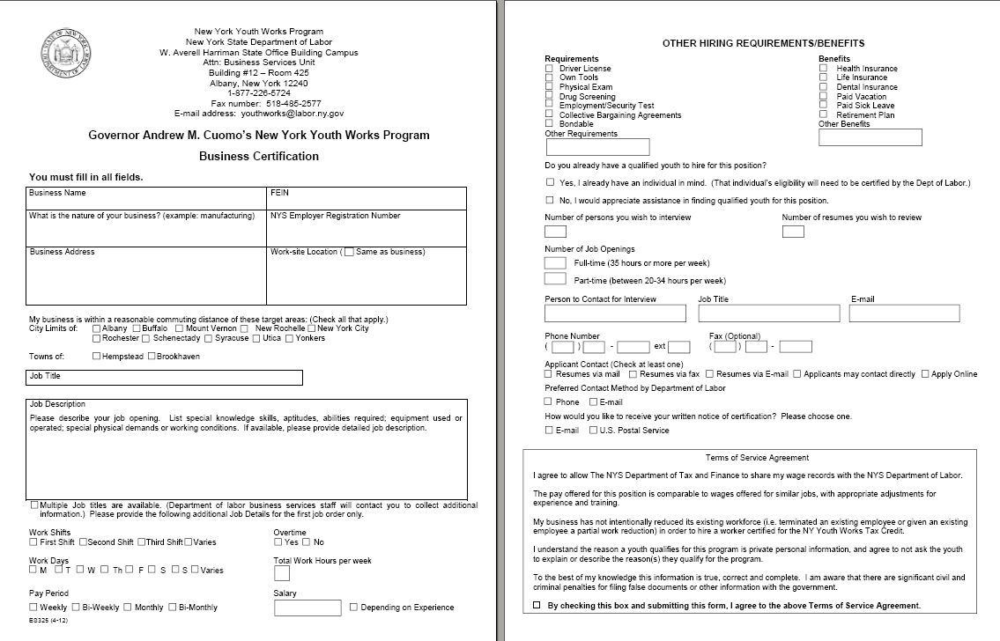 New York Youth Works Program
New York State Department of Labor
W. Averell Harriman State Office Building Campus
Attn: Business Services Unit
Building #12 – Room 425
Albany, New York 12240
1-877-226-5724
Fax number:  518-485-2577
E-mail address:  youthworks@labor.ny.gov
Governor Andrew M. Cuomo's New York Youth Works Program
Business Certification
You must fill in all fields.
Business Name
FEIN
What is the nature of your business? (example: manufacturing)
NYS Employer Registration Number
Business Address
Work-site Location ( Same as business)
My business is within a reasonable commuting distance of these target areas: (Check all that apply.)
City Limits of: Albany Buffalo Mount Vernon New Rochelle New York City
Rochester Schenectady Syracuse Utica Yonkers
Towns of: Hempstead Brookhaven
Job Title
Job Description
Please describe your job opening.  List special knowledge skills, aptitudes, abilities required; equipment used or
operated; special physical demands or working conditions.  If available, please provide detailed job description.
Multiple Job titles are available. (Department of labor business services staff will contact you to collect additional
information.)  Please provide the following additional Job Details for the first job order only.
Work Shifts
First Shift Second Shift Third Shift Varies
Overtime
Yes No
Work Days
M T W Th F S S Varies
Total Work Hours per week
Pay Period
Weekly Bi-Weekly Monthly Bi-Monthly
Salary
Depending on Experience
ES325 (4-12)
OTHER HIRING REQUIREMENTS/BENEFITS
Requirements
Driver License
Own Tools
Physical Exam
Drug Screening
Employment/Security Test
Collective Bargaining Agreements
Bondable
Other Requirements
Benefits
Health Insurance
Life Insurance
Dental Insurance
Paid Vacation
Paid Sick Leave
Retirement Plan
Other Benefits
Do you already have a qualified youth to hire for this position?
Yes, I already have an individual in mind.  (That individual's eligibility will need to be certified by the Dept of Labor.)
No, I would appreciate assistance in finding qualified youth for this position.
Number of persons you wish to interview
Number of resumes you wish to review
Number of Job Openings
Full-time (35 hours or more per week)
Part-time (between 20-34 hours per week)
Person to Contact for Interview
Job Title
E-mail
Phone Number
( ) - ext
Fax (Optional)
( ) -
Applicant Contact (Check at least one)
Resumes via mail Resumes via fax Resumes via E-mail Applicants may contact directly Apply Online
Preferred Contact Method by Department of Labor
Phone E-mail
How would you like to receive your written notice of certification?  Please choose one.
E-mail U.S. Postal Service
Terms of Service Agreement
I agree to allow The NYS Department of Tax and Finance to share my wage records with the NYS Department of Labor.
The pay offered for this position is comparable to wages offered for similar jobs, with appropriate adjustments for
experience and training.
My business has not intentionally reduced its existing workforce (i.e. terminated an existing employee or given an existing
employee a partial work reduction) in order to hire a worker certified for the NY Youth Works Tax Credit.
I understand the reason a youth qualifies for this program is private personal information, and agree to not ask the youth
to explain or describe the reason(s) they qualify for the program.
To the best of my knowledge this information is true, correct and complete.  I am aware that there are significant civil and
criminal penalties for filing false documents or other information with the government.
By checking this box and submitting this form, I agree to the above Terms of Service Agreement.